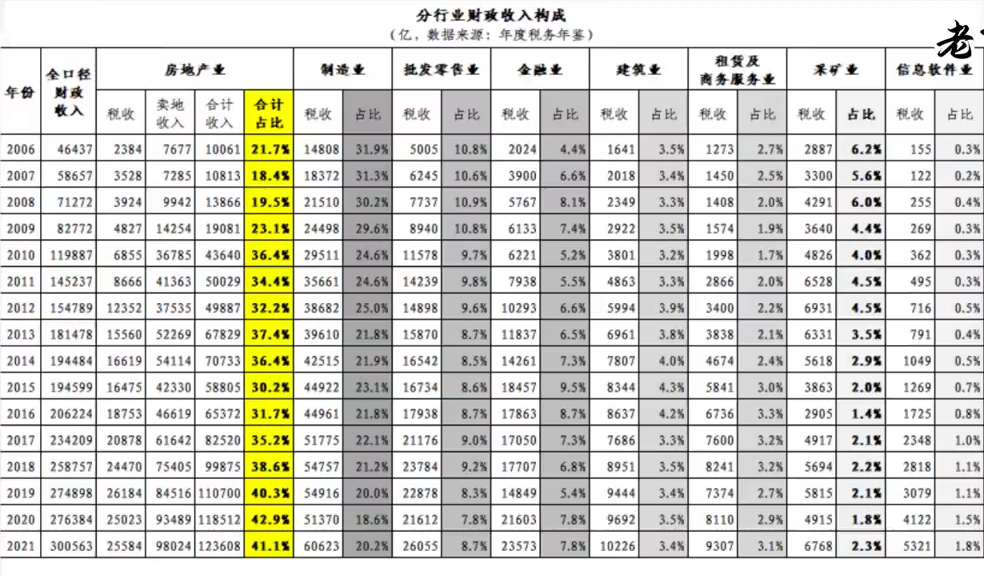 分行业财政收入构成
（亿，数据来源：年度税务年鉴）
老
年份 全口径财政收入 房地产业 制造业 批发零售业 金融业 建筑业 租赁及商务服务业 采矿业 信息软件业
税收 卖地收入 合计收入 合计占比 税收 占比 税收 占比 税收 占比 税收 占比 税收 占比 税收 占比 税收 占比
2006 46437 2384 7677 10061 21.7% 14808 31.9% 5005 10.8% 2024 4.4% 1641 3.5% 1273 2.7% 2887 6.2% 155 0.3%
2007 58657 3528 7285 10813 18.4% 18372 31.3% 6245 10.6% 3900 6.6% 2018 3.4% 1450 2.5% 3300 5.6% 122 0.2%
2008 71272 3924 9942 13866 19.5% 21510 30.2% 7737 10.9% 5767 8.1% 2349 3.3% 1408 2.0% 4291 6.0% 255 0.4%
2009 82772 4827 14254 19081 23.1% 24498 29.6% 8940 10.8% 6133 7.4% 2922 3.5% 1574 1.9% 3640 4.4% 269 0.3%
2010 119887 6855 36785 43640 36.4% 29511 24.6% 11578 9.7% 6221 5.2% 3801 3.2% 1998 1.7% 4826 4.0% 362 0.3%
2011 145237 8666 41363 50029 34.4% 35661 24.6% 14239 9.8% 7938 5.5% 4863 3.3% 2866 2.0% 6528 4.5% 495 0.3%
2012 154789 12352 37535 49887 32.2% 38682 25.0% 14898 9.6% 10293 6.6% 5994 3.9% 3400 2.2% 6931 4.5% 716 0.5%
2013 181478 15560 52269 67829 37.4% 39610 21.8% 15870 8.7% 11837 6.5% 6961 3.8% 3838 2.1% 6331 3.5% 791 0.4%
2014 194484 16619 54114 70733 36.4% 42515 21.9% 16542 8.5% 14261 7.3% 7807 4.0% 4674 2.4% 5618 2.9% 1049 0.5%
2015 194599 16475 42330 58805 30.2% 44922 23.1% 16734 8.6% 18457 9.5% 8344 4.3% 5841 3.0% 3863 2.0% 1269 0.7%
2016 206224 18753 46619 65372 31.7% 44961 21.8% 17938 8.7% 17863 8.7% 8637 4.2% 6736 3.3% 2905 1.4% 1725 0.8%
2017 234209 20878 61642 82520 35.2% 51775 22.1% 21176 9.0% 17050 7.3% 7686 3.3% 7600 3.2% 4917 2.1% 2348 1.0%
2018 258757 24470 75405 99875 38.6% 54757 21.2% 23784 9.2% 17707 6.8% 8951 3.5% 8241 3.2% 5694 2.2% 2818 1.1%
2019 274898 26184 84516 110700 40.3% 54916 20.0% 22878 8.3% 14849 5.4% 9444 3.4% 7374 2.7% 5815 2.1% 3079 1.1%
2020 276384 25023 93489 118512 42.9% 51370 18.6% 21612 7.8% 21603 7.8% 9692 3.5% 8110 2.9% 4915 1.8% 4122 1.5%
2021 300563 25584 98024 123608 41.1% 60623 20.2% 26055 8.7% 23573 7.8% 10226 3.4% 9307 3.1% 6768 2.3% 5321 1.8%